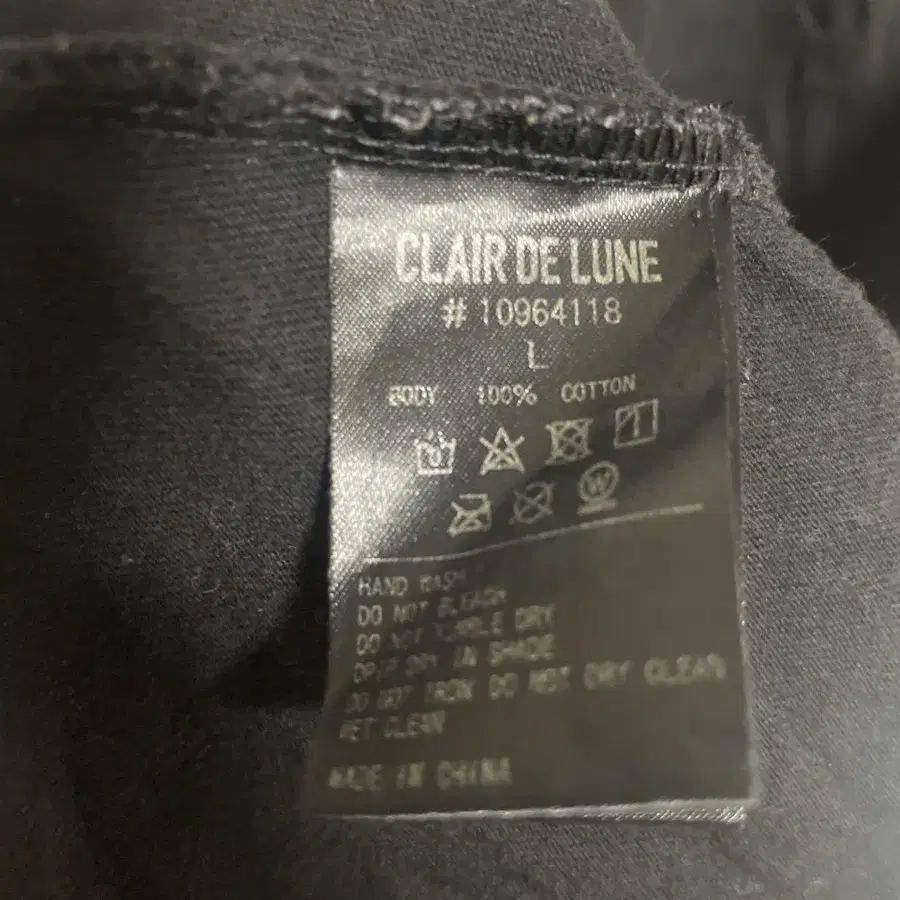 CLAIR DE LUNE
# 10964118
L
BODY 100% COTTON
W
HAND WASH
DO NOT BLEACH
DO NOT TUMBLE DRY
DRIP DRY IN SHADE
DO NOT IRON DO NOT DRY CLEAN
WET CLEAN
MADE IN CHINA